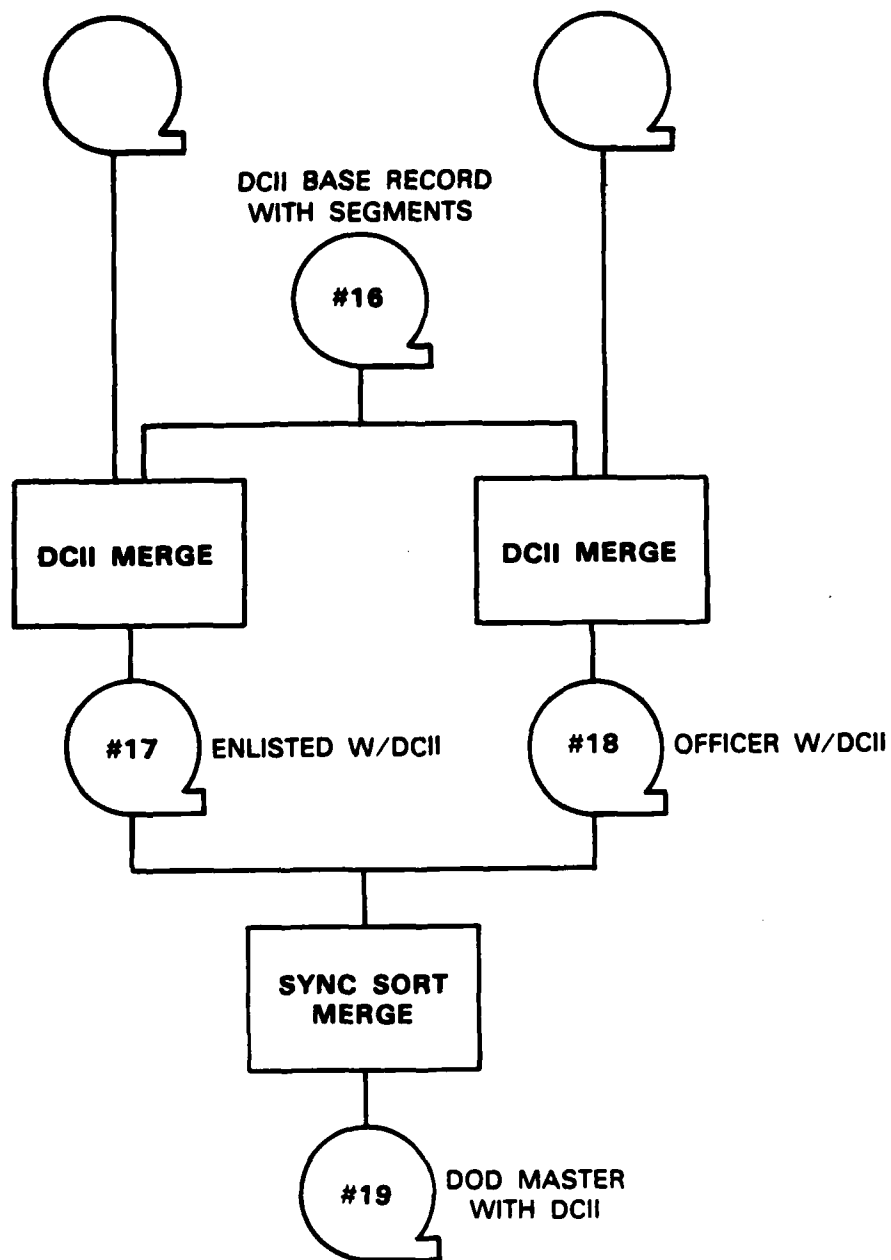 DCII BASE RECORD
WITH SEGMENTS
#16
DCII MERGE
DCII MERGE
#17
ENLISTED W/DCII
#18
OFFICER W/DCII
SYNC SORT
MERGE
#19
DOD MASTER
WITH DCII